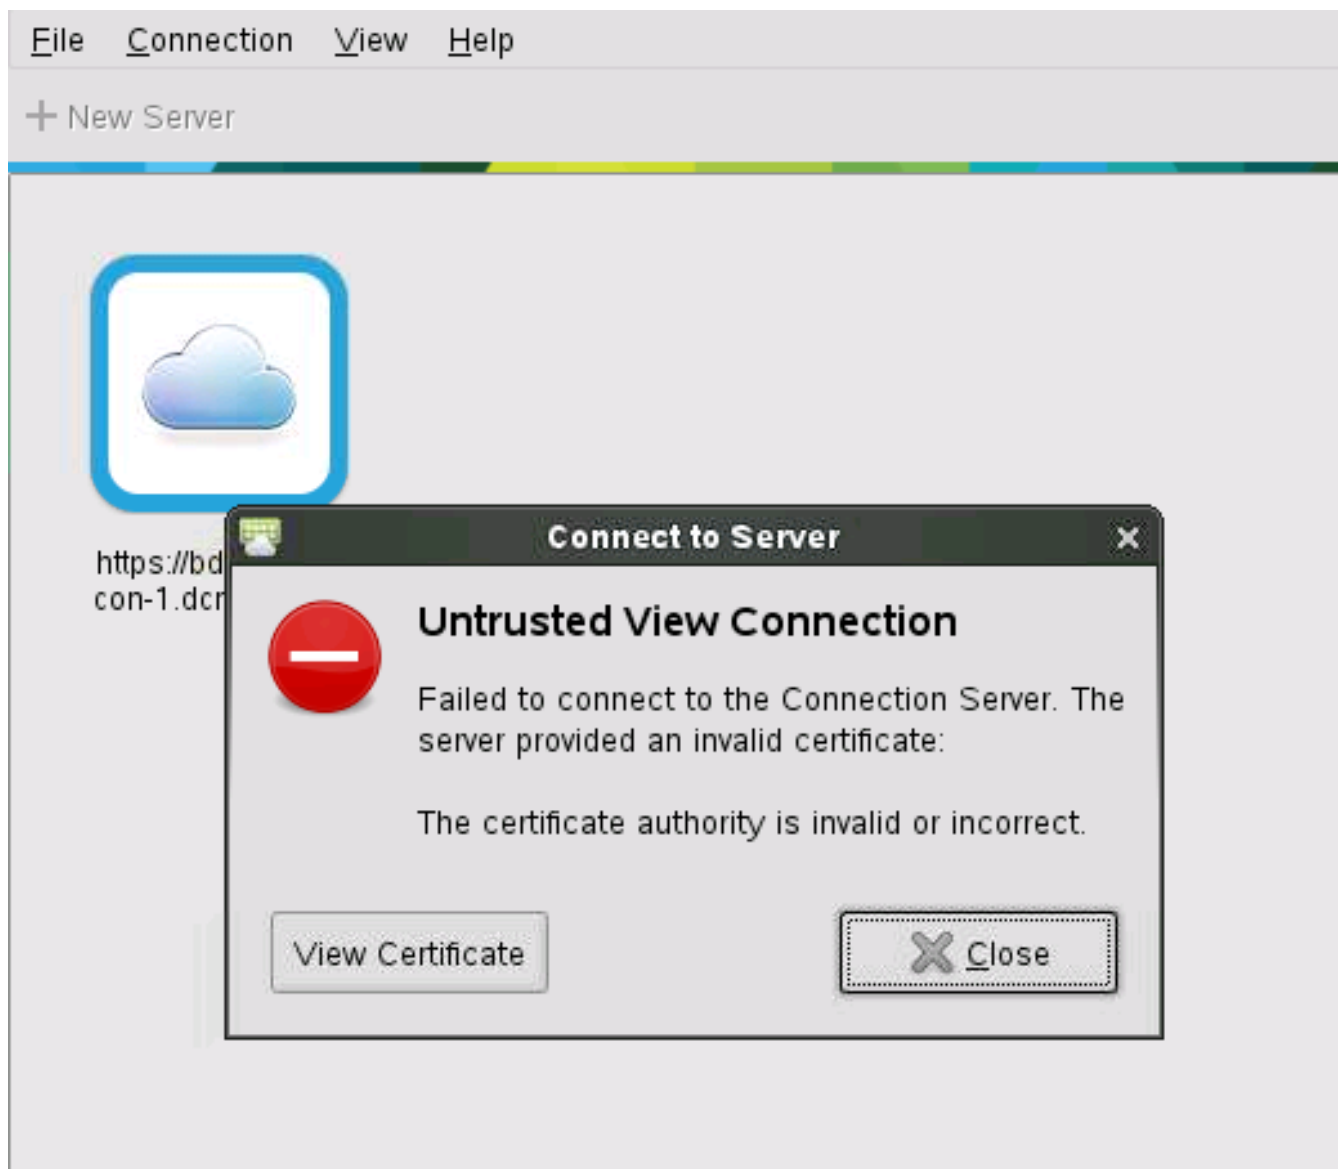 File Connection View Help
+ New Server
https://bd
con-1.dcr
Connect to Server
Untrusted View Connection
Failed to connect to the Connection Server. The
server provided an invalid certificate:
The certificate authority is invalid or incorrect.
View Certificate Close